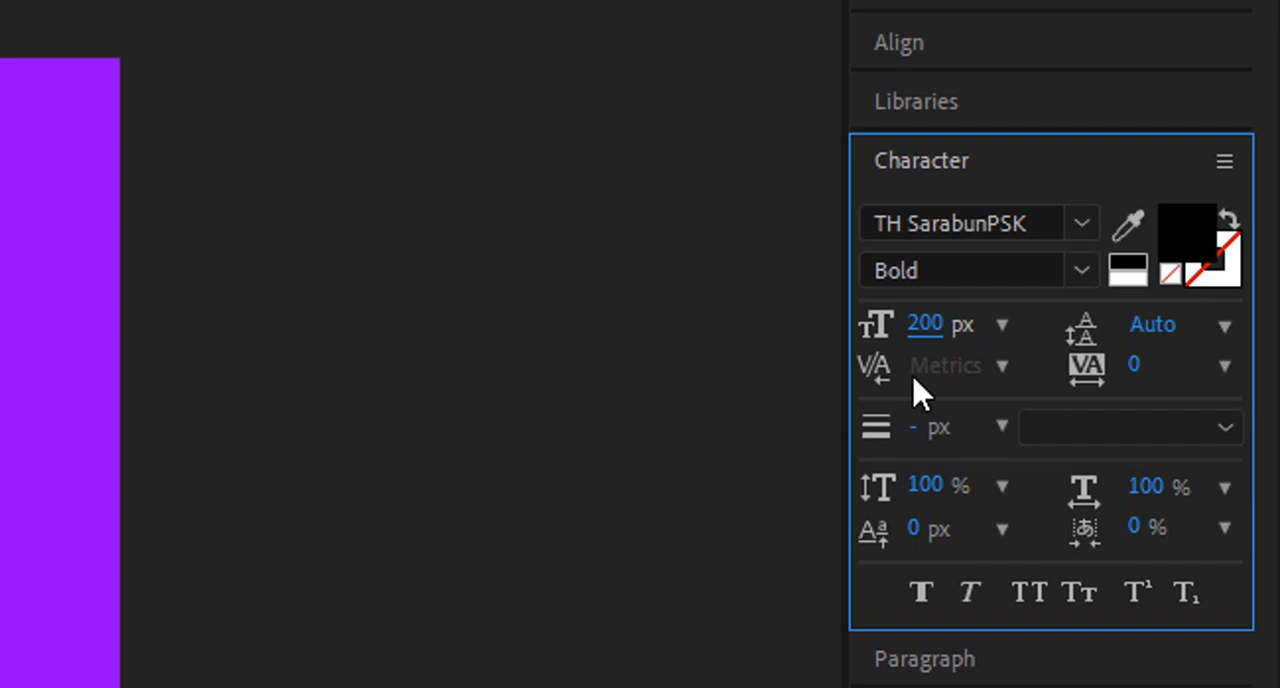 Align
Libraries
Character
TH SarabunPSK
Bold
200 px Auto
Metrics 0
- px
100 % 100 %
0 px 0 %
Paragraph